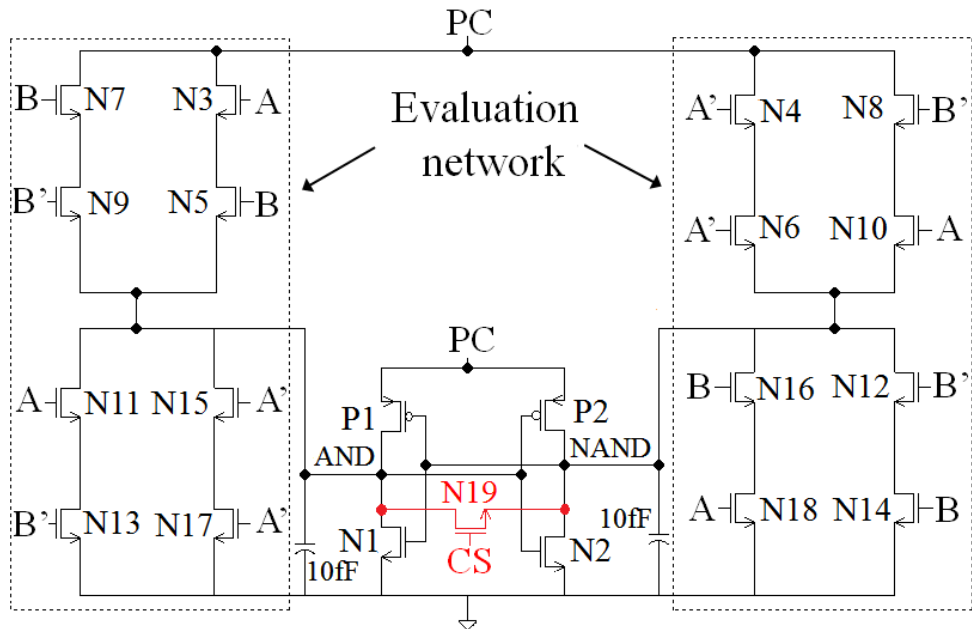 PC
B N7 N3 A
A' N4 N8 B'
Evaluation
network
B' N9 N5 B
A' N6 N10 A
PC
A N11 N15 A'
P1 P2
B N16 N12 B'
AND NAND
N19
B' N13 N17 A'
10fF N1 CS N2 10fF
A N18 N14 B